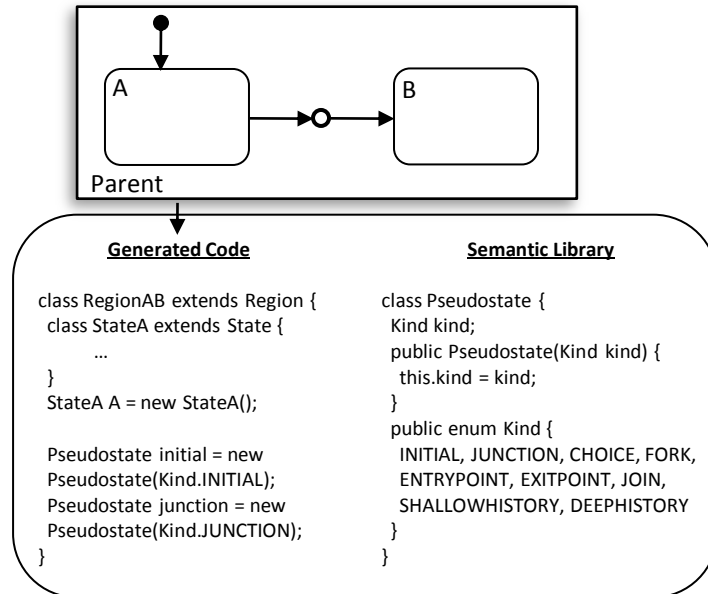 A
B
Parent
Generated Code
class RegionAB extends Region {
class StateA extends State {
...
}
StateA A = new StateA();
Pseudostate initial = new
Pseudostate(Kind.INITIAL);
Pseudostate junction = new
Pseudostate(Kind.JUNCTION);
}
Semantic Library
class Pseudostate {
Kind kind;
public Pseudostate(Kind kind) {
this.kind = kind;
}
public enum Kind {
INITIAL, JUNCTION, CHOICE, FORK,
ENTRYPOINT, EXITPOINT, JOIN,
SHALLOWHISTORY, DEEPHISTORY
}
}